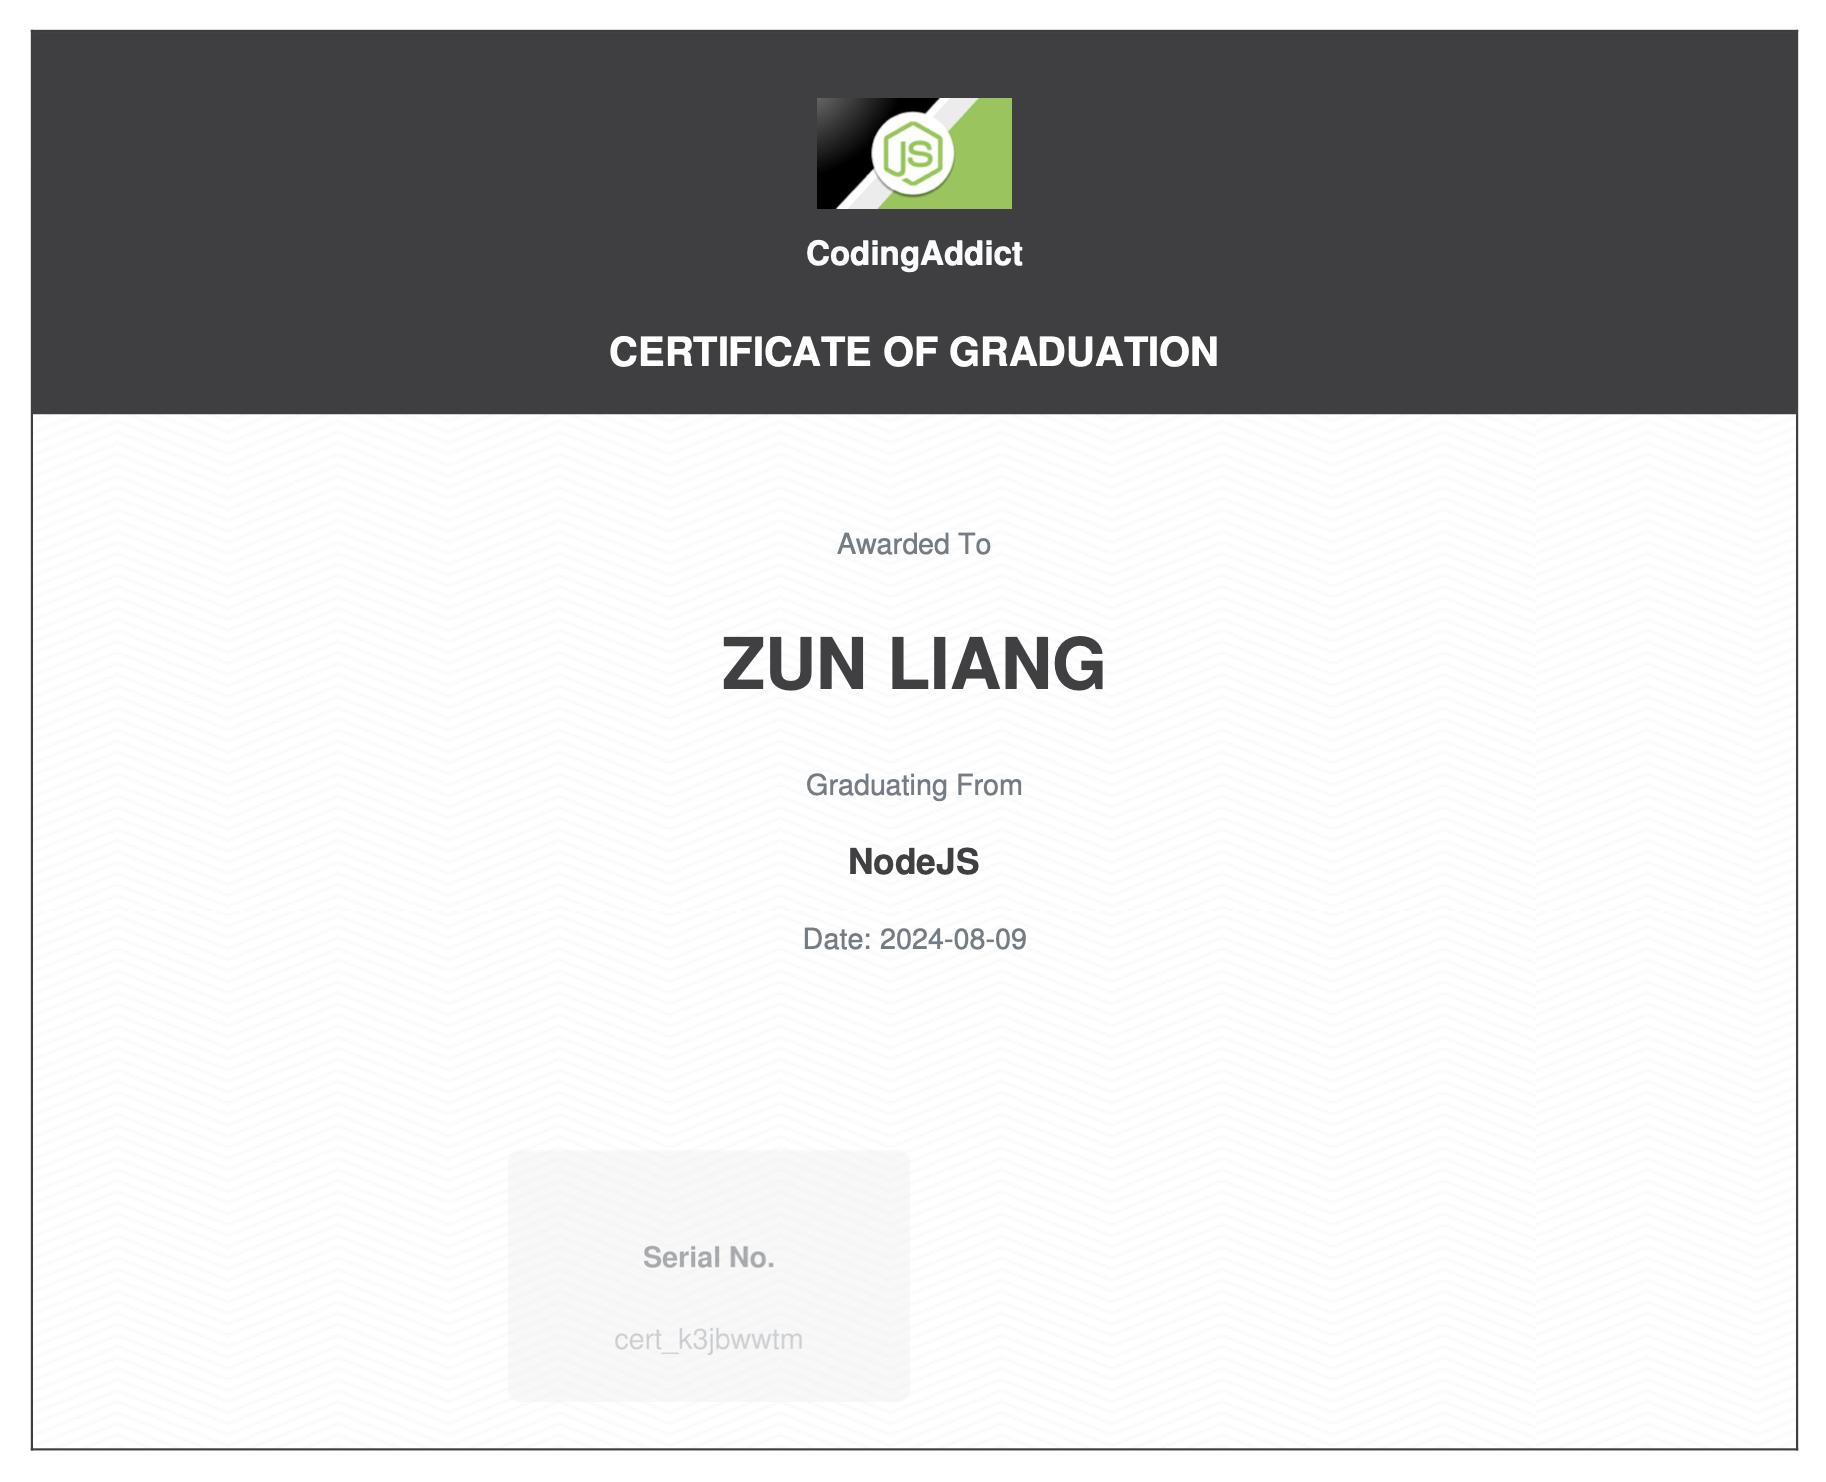 JS
CodingAddict
CERTIFICATE OF GRADUATION
Awarded To
ZUN LIANG
Graduating From
NodeJS
Date: 2024-08-09
Serial No.
cert_k3jbwwtm